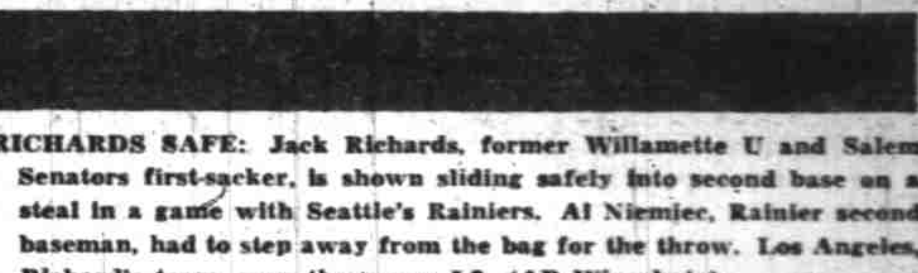 RICHARDS SAFE: Jack Richards, former Willamette U and Salem
Senators first-sacker, is shown sliding safely into second base on a
steal in a game with Seattle's Rainiers. Al Niemiec, Rainier second
baseman, had to step away from the bag for the throw. Los Angeles,